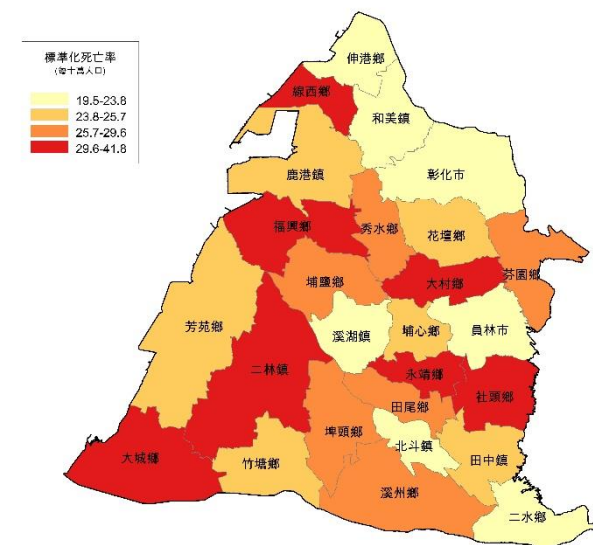 標準化死亡率
(每十萬人口)
19.5-23.8
23.8-25.7
25.7-29.6
29.6-41.8
伸港鄉
線西鄉
和美鎮
鹿港鎮
彰化市
福興鄉
秀水鄉
花壇鄉
芬園鄉
埔鹽鄉
大村鄉
芳苑鄉
溪湖鎮
埔心鄉
員林市
二林鎮
永靖鄉
社頭鄉
田尾鄉
埤頭鄉
北斗鎮
大城鄉
竹塘鄉
田中鎮
溪州鄉
二水鄉